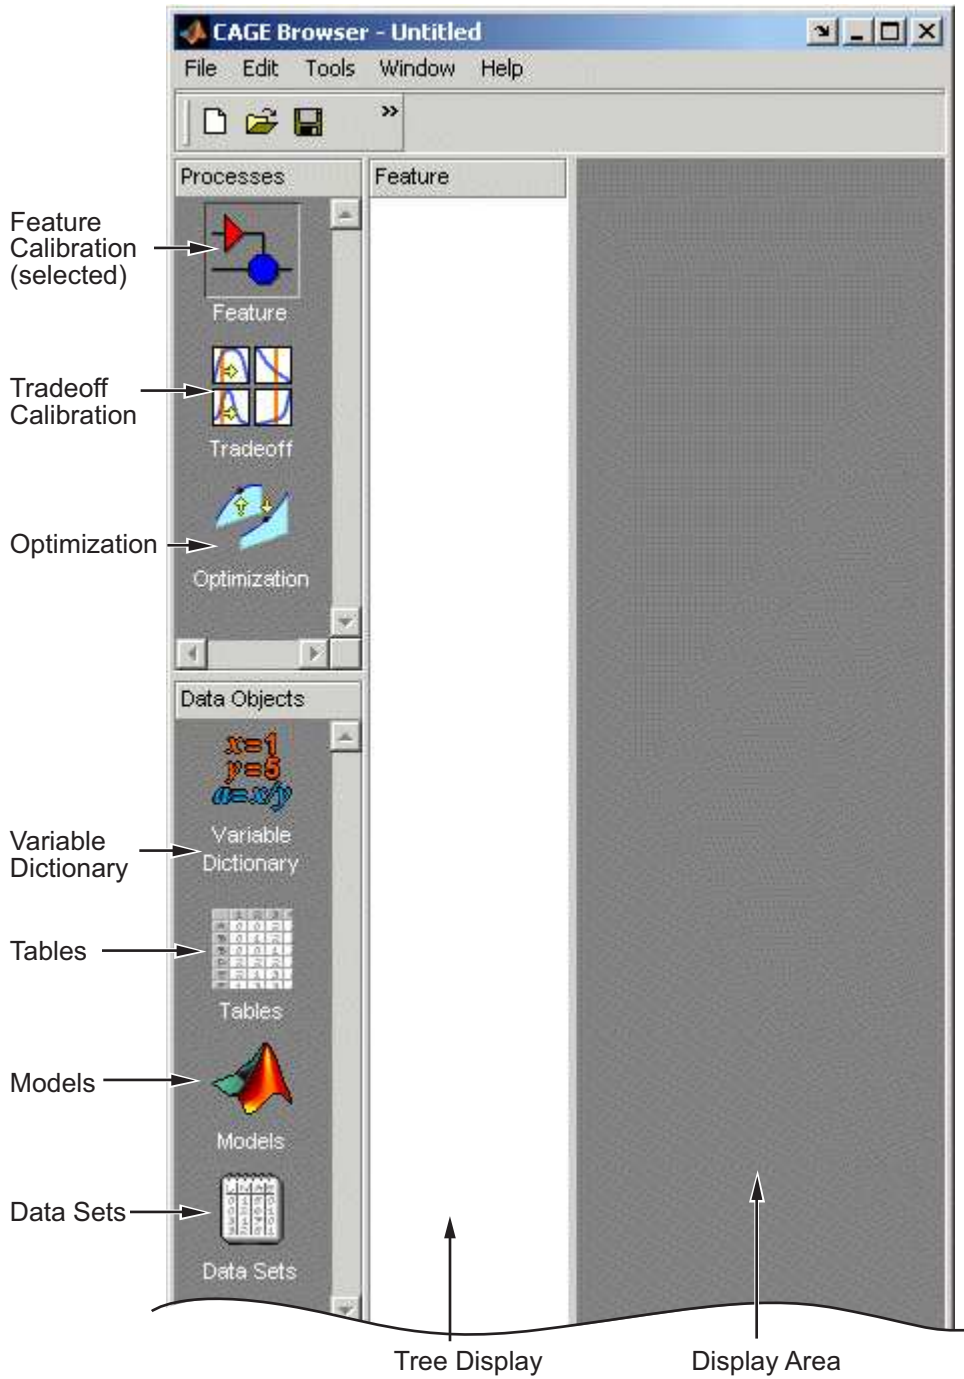 CAGE Browser - Untitled
File Edit Tools Window Help
»
Processes
Feature
Feature
Calibration
(selected)
Feature
Tradeoff
Calibration
Tradeoff
Optimization
Optimization
Data Objects
x=1
y=5
a=x/y
Variable
Dictionary
Variable
Dictionary
Tables
Tables
Models
Models
Data Sets
Data Sets
Tree Display
Display Area